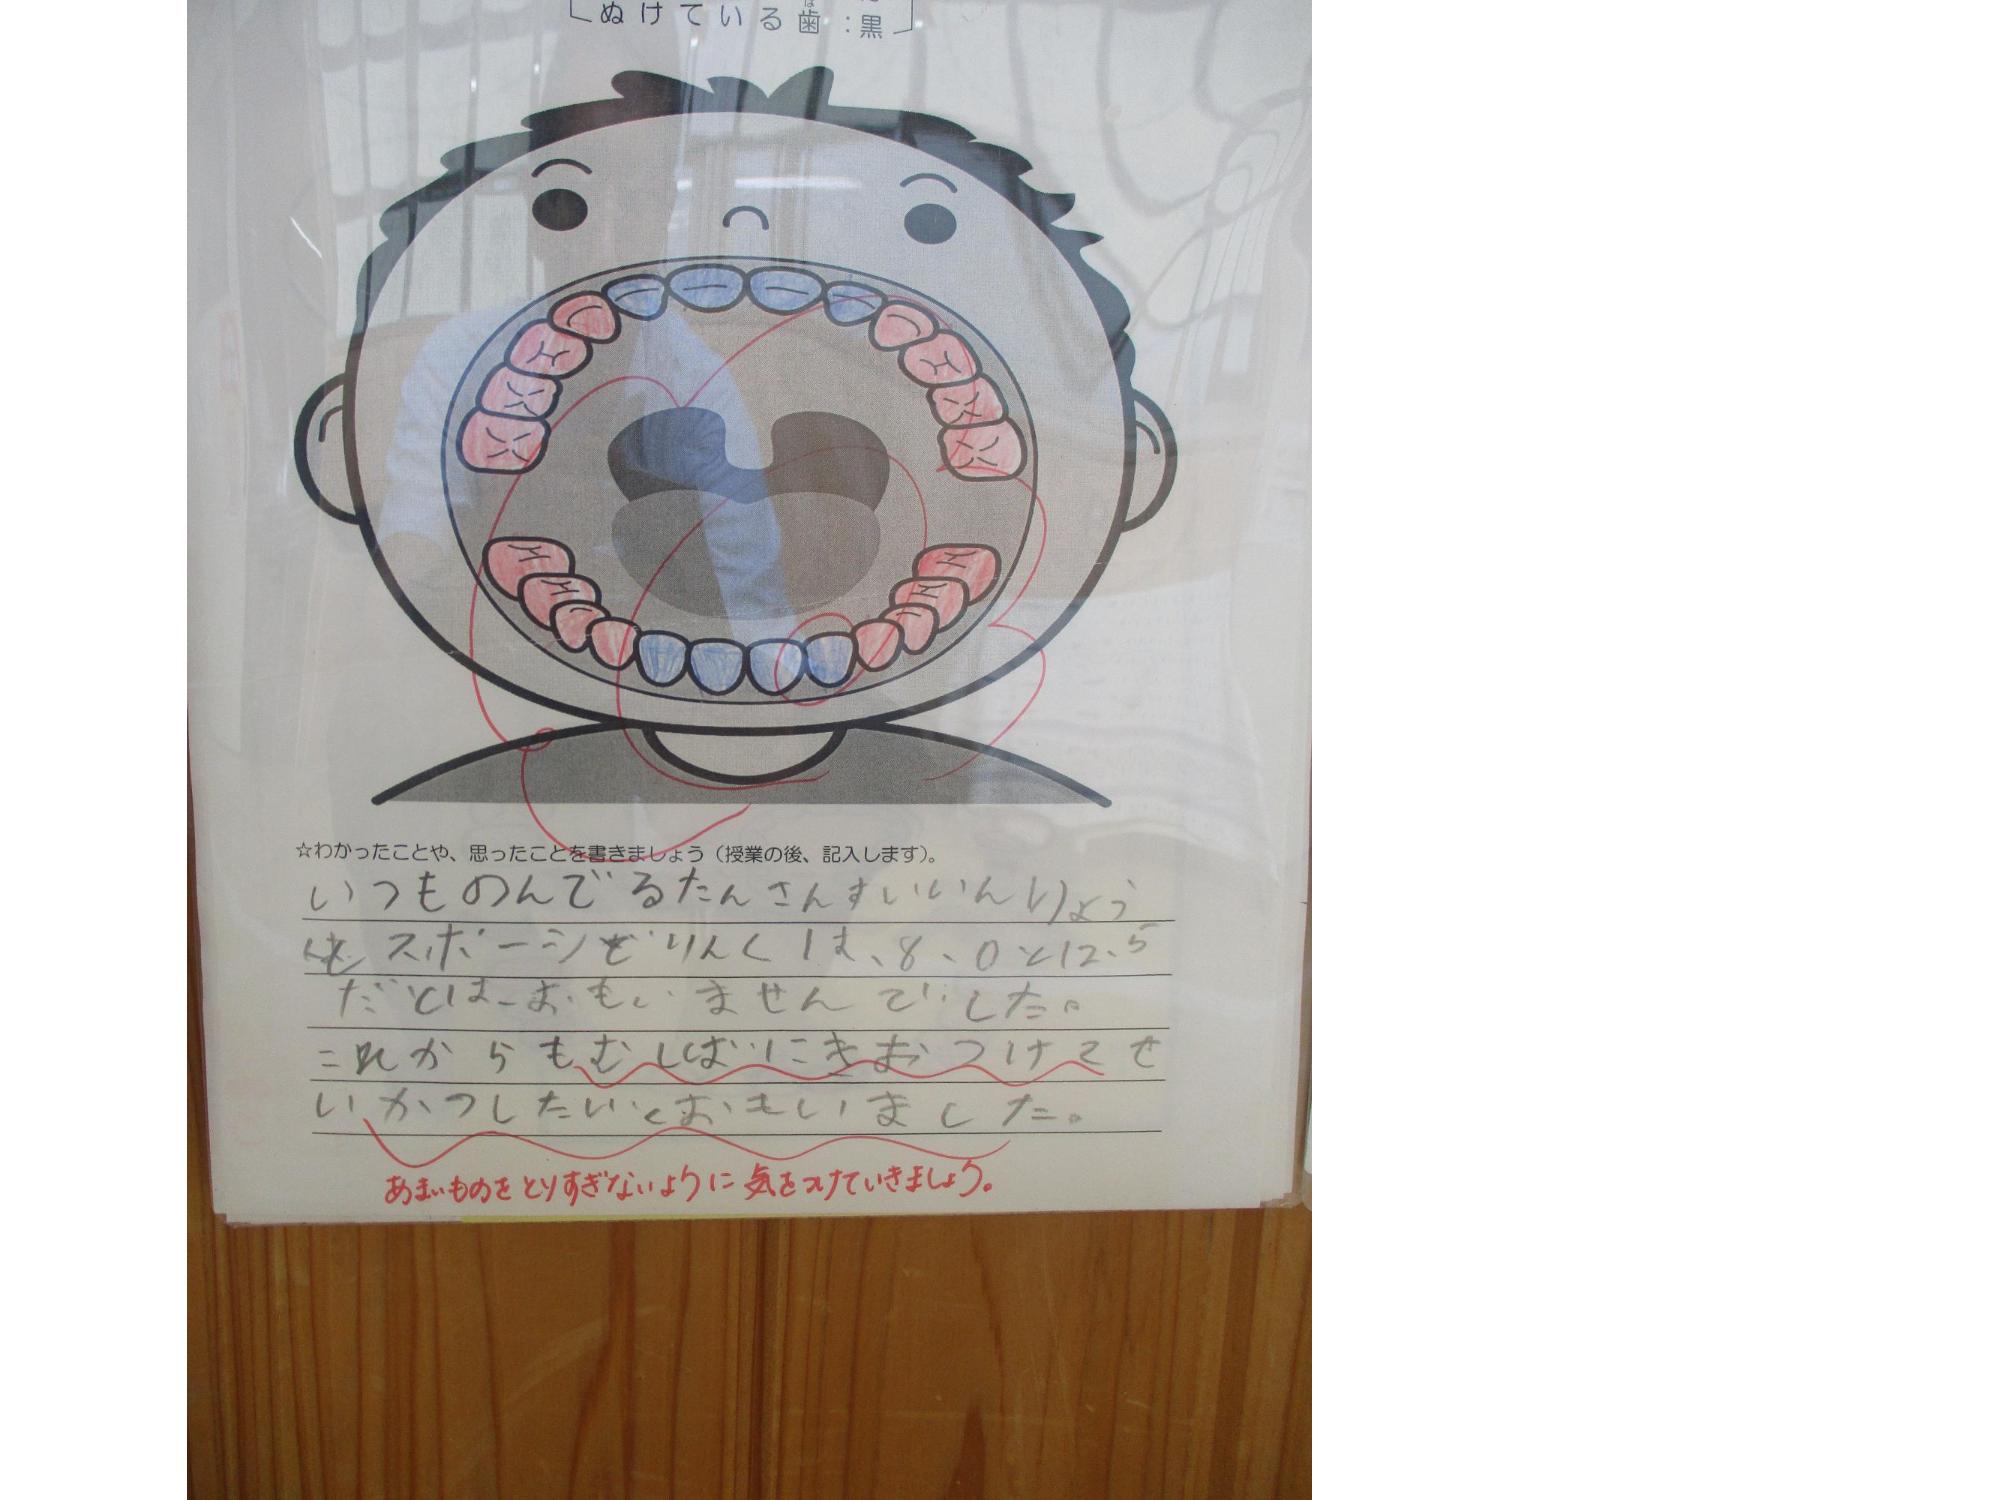 ぬけている歯：黒
☆わかったことや、思ったことを書きましょう（授業の後、記入します）。
いつものんでるたんさんすいいんりょう
スポーツどりんくは、8、0と12、5
だとはおもいませんでした。
これからもむしばにきおつけてせ
いかつしたいとおもいました。
あまいものをとりすぎないように気をつけていきましょう。